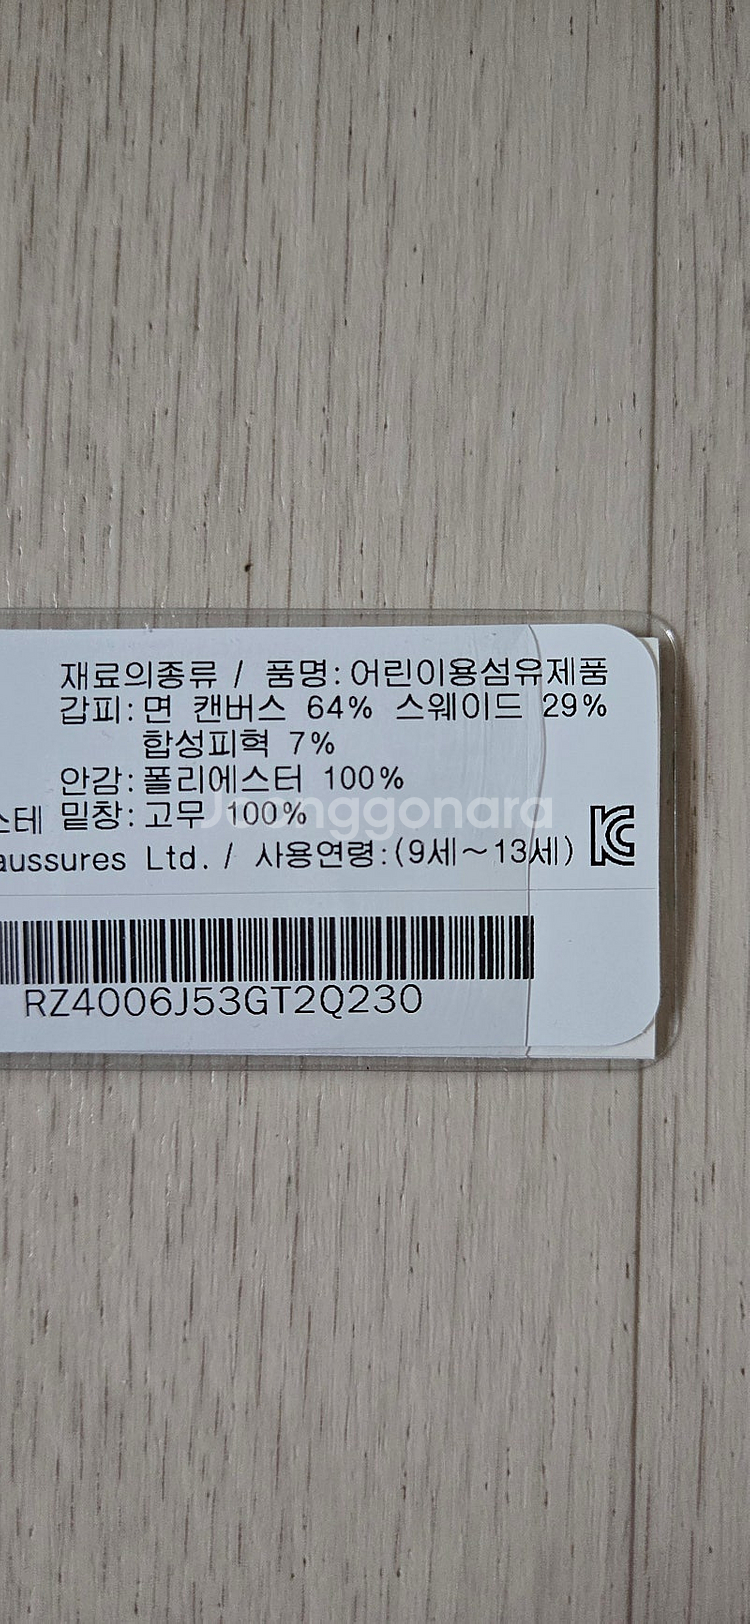 재료의종류 / 품명:어린이용섬유제품
갑피:면 캔버스 64% 스웨이드 29%
합성피혁 7%
안감:폴리에스터 100%
스테 밑창:고무 100%
aussures Ltd. / 사용연령:(9세~13세)
KC
RZ4006J53GT2Q230
Joonggonara